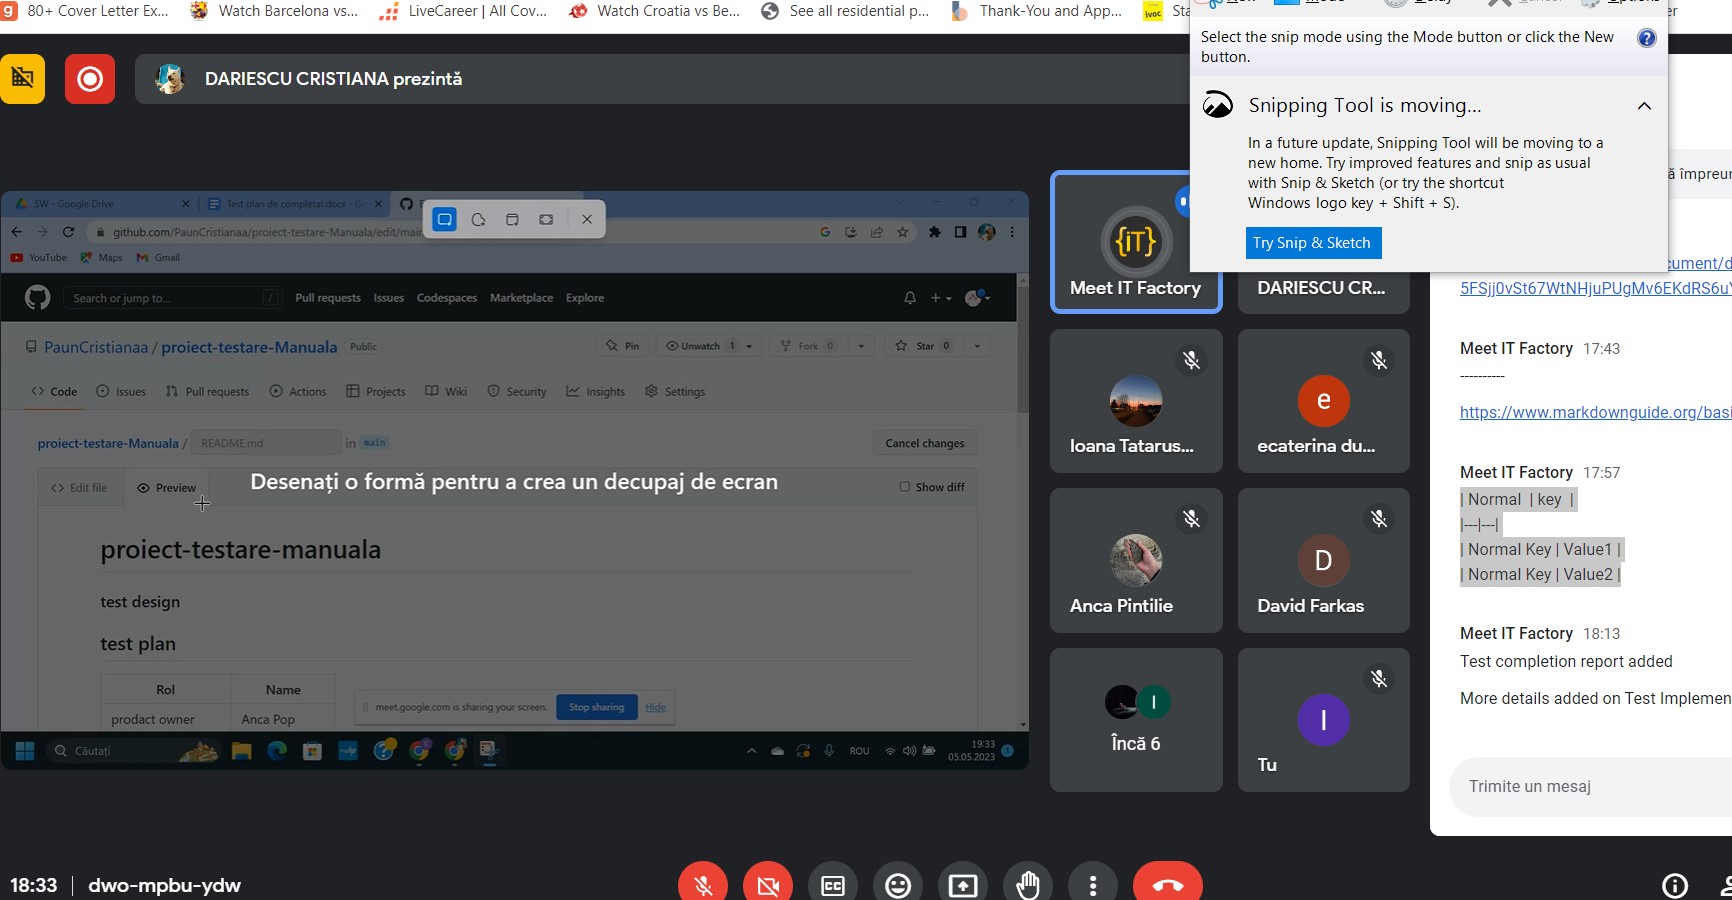 80+ Cover Letter Ex...
Watch Barcelona vs...
LiveCareer | All Cov...
Watch Croatia vs Be...
See all residential p...
Thank-You and App...
ivoc
Select the snip mode using the Mode button or click the New
button.
Snipping Tool is moving...
In a future update, Snipping Tool will be moving to a
new home. Try improved features and snip as usual
with Snip & Sketch (or try the shortcut
Windows logo key + Shift + S).
Try Snip & Sketch
DARIESCU CRISTIANA prezintă
SW - Google Drive
Test plan de completat.docx - G
github.com/PaunCristianaa/proiect-testare-Manuala/edit/mai
YouTube
Maps
Gmail
Search or jump to...
/
Pull requests
Issues
Codespaces
Marketplace
Explore
PaunCristianaa / proiect-testare-Manuala
Public
Pin
Unwatch 1
Fork 0
Star 0
Code
Issues
Pull requests
Actions
Projects
Wiki
Security
Insights
Settings
proiect-testare-Manuala /
README.md
in
main
Cancel changes
Edit file
Preview
Desenați o formă pentru a crea un decupaj de ecran
Show diff
proiect-testare-manuala
test design
test plan
Rol
Name
prodact owner
Anca Pop
meet.google.com is sharing your screen.
Stop sharing
Hide
Căutați
ROU
19:33
05.05.2023
1
{iT}
Meet IT Factory
DARIESCU CR...
Ioana Tatarus...
e
ecaterina du...
Anca Pintilie
D
David Farkas
I
Încă 6
I
Tu
ă împreun
cument/d
5FSjj0vSt67WtNHjuPUgMv6EKdRS6uY
Meet IT Factory 17:43
----------
https://www.markdownguide.org/basi
Meet IT Factory 17:57
| Normal | key |
|---|---|
| Normal Key | Value1 |
| Normal Key | Value2 |
Meet IT Factory 18:13
Test completion report added
More details added on Test Implemen
Trimite un mesaj
18:33 | dwo-mpbu-ydw
CC